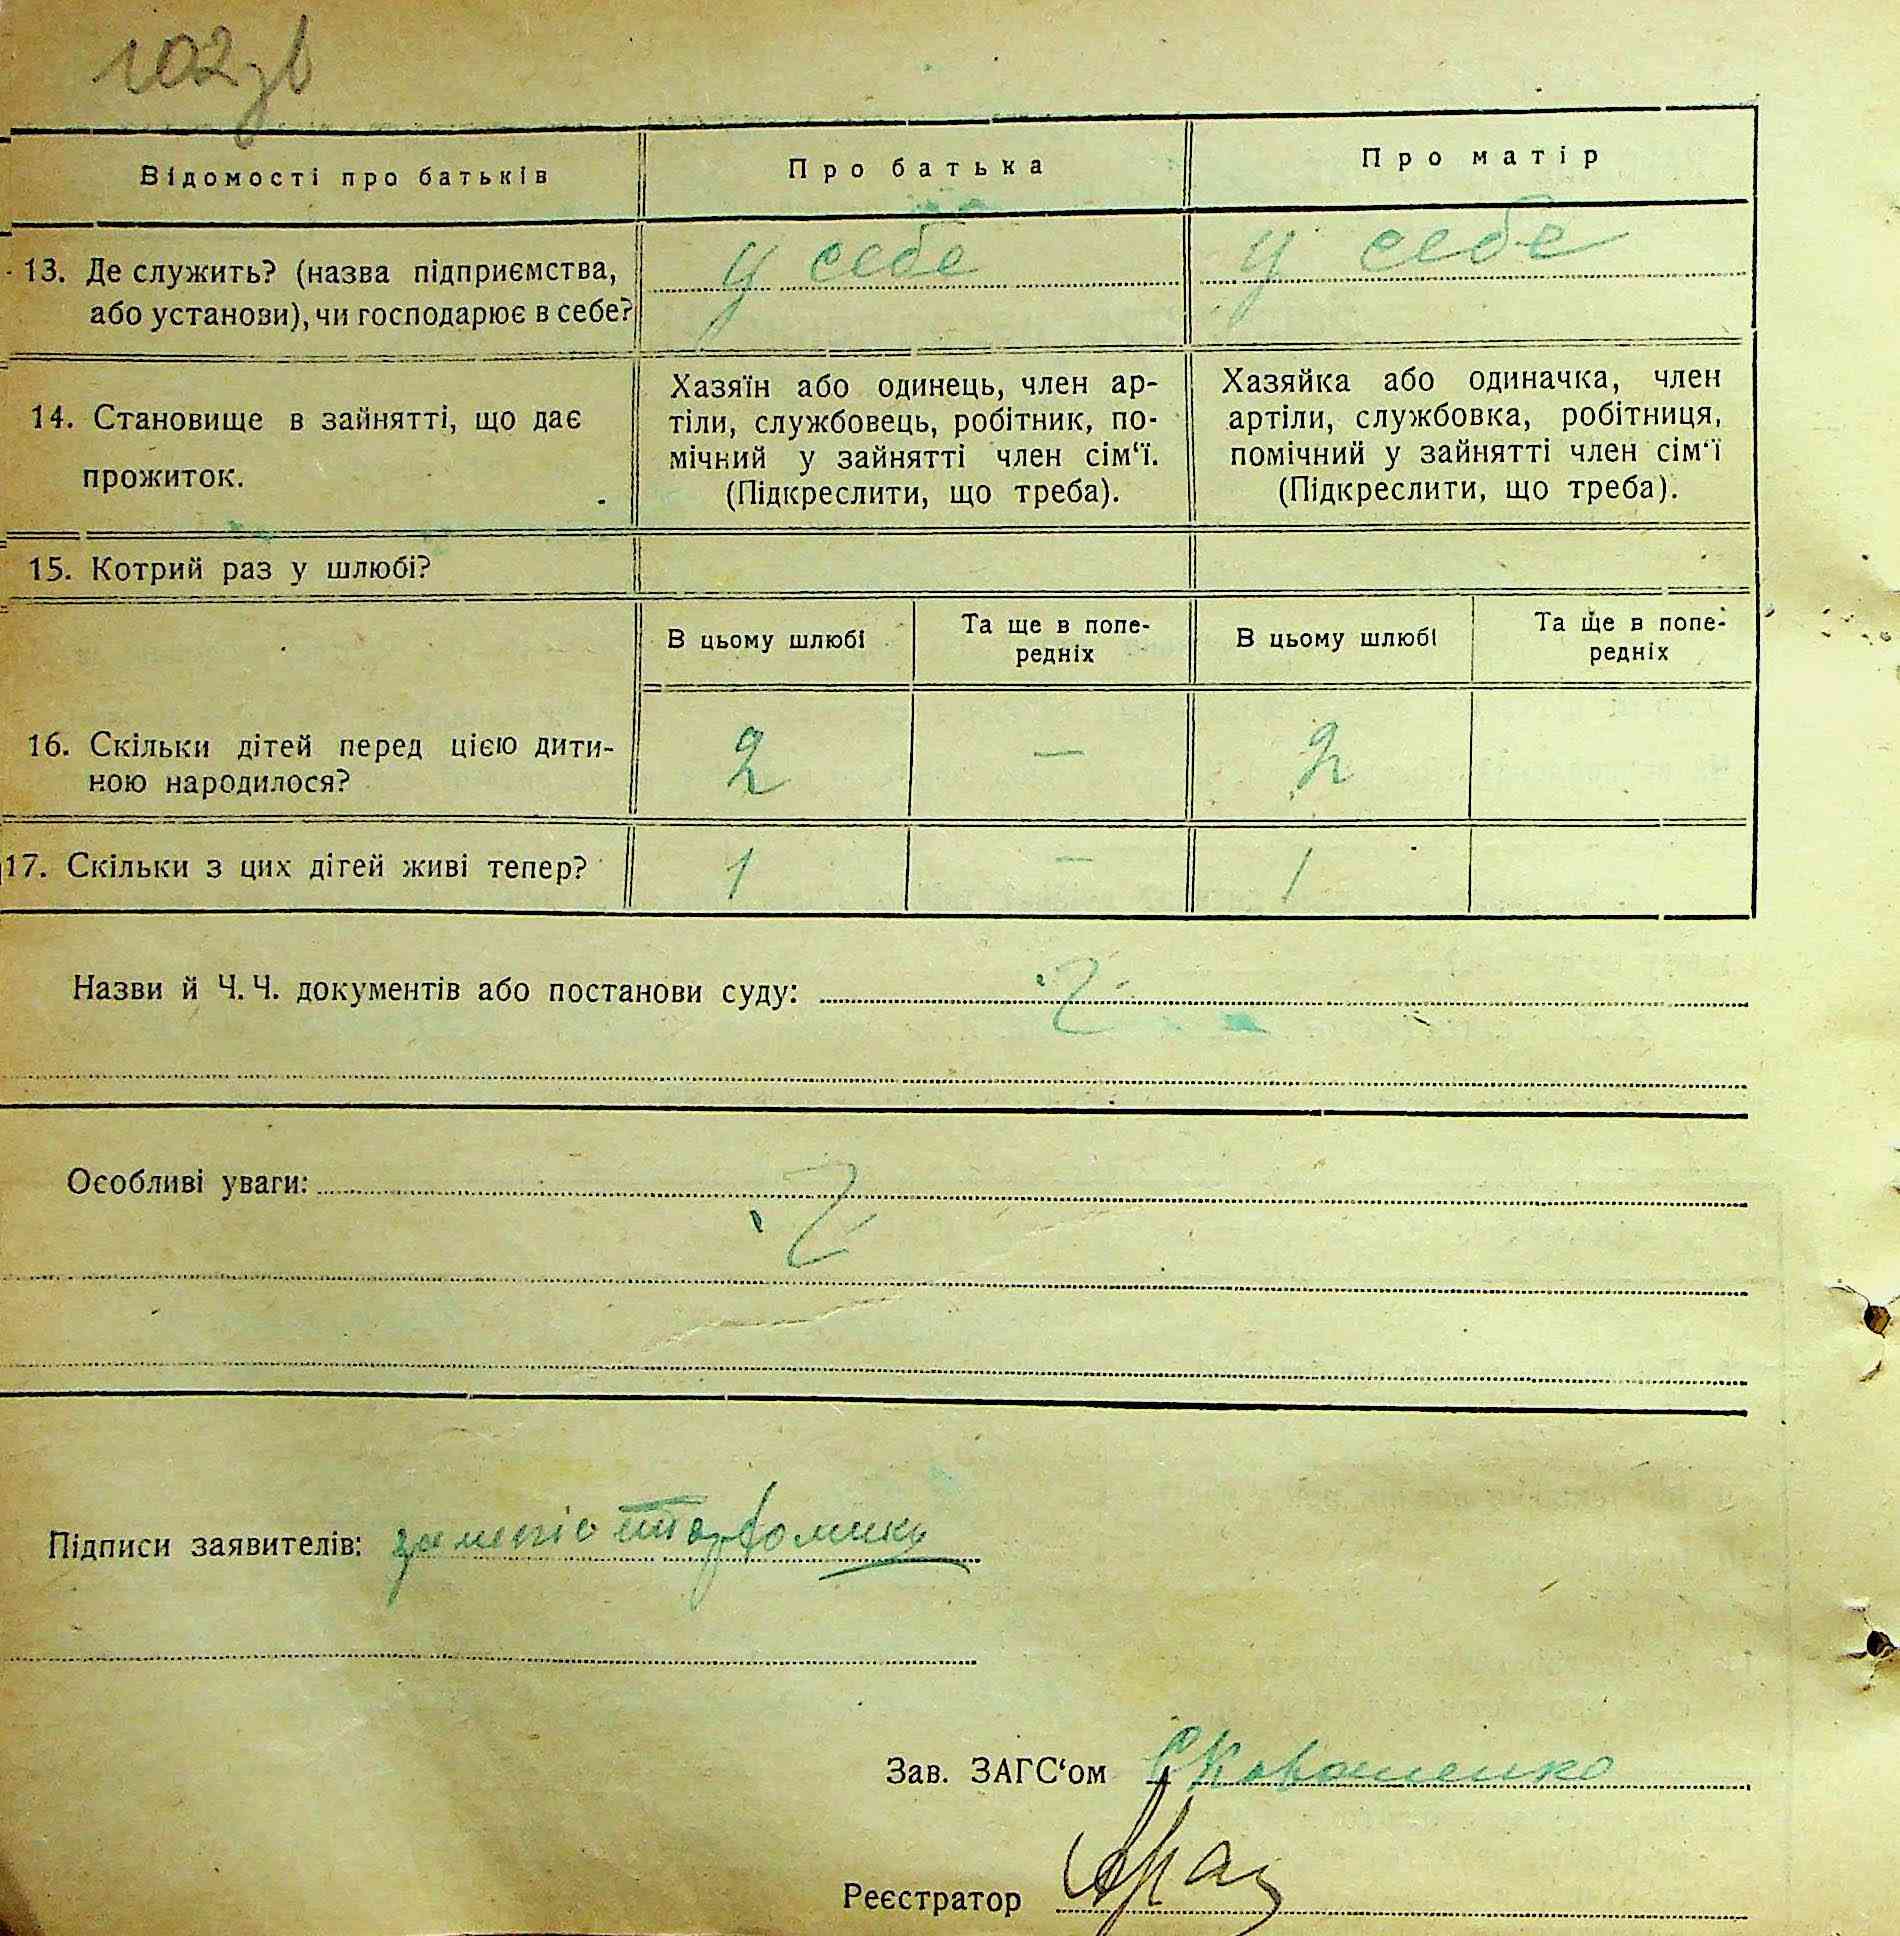 102зв
Відомості про батьків
Про батька
Про матір
13. Де служить? (назва підприємства,
або установи), чи господарює в себе?
у себе
у себе
14. Становище в зайнятті, що дає
прожиток.
Хазяїн або одинець, член ар-
тіли, службовець, робітник, по-
мічний у зайнятті член сім‘ї.
(Підкреслити, що треба).
Хазяйка або одиначка, член
артіли, службовка, робітниця,
помічний у зайнятті член сім‘ї
(Підкреслити, що треба).
15. Котрий раз у шлюбі?
В цьому шлюбі
Та ще в попе-
редніх
В цьому шлюбі
Та ще в попе-
редніх
16. Скільки дітей перед цією дити-
ною народилося?
2
—
2
17. Скільки з цих дітей живі тепер?
1
—
1
Назви й Ч. Ч. документів або постанови суду:
Особливі уваги:
Підписи заявителів:
Зав. ЗАГС‘ом
Реєстратор